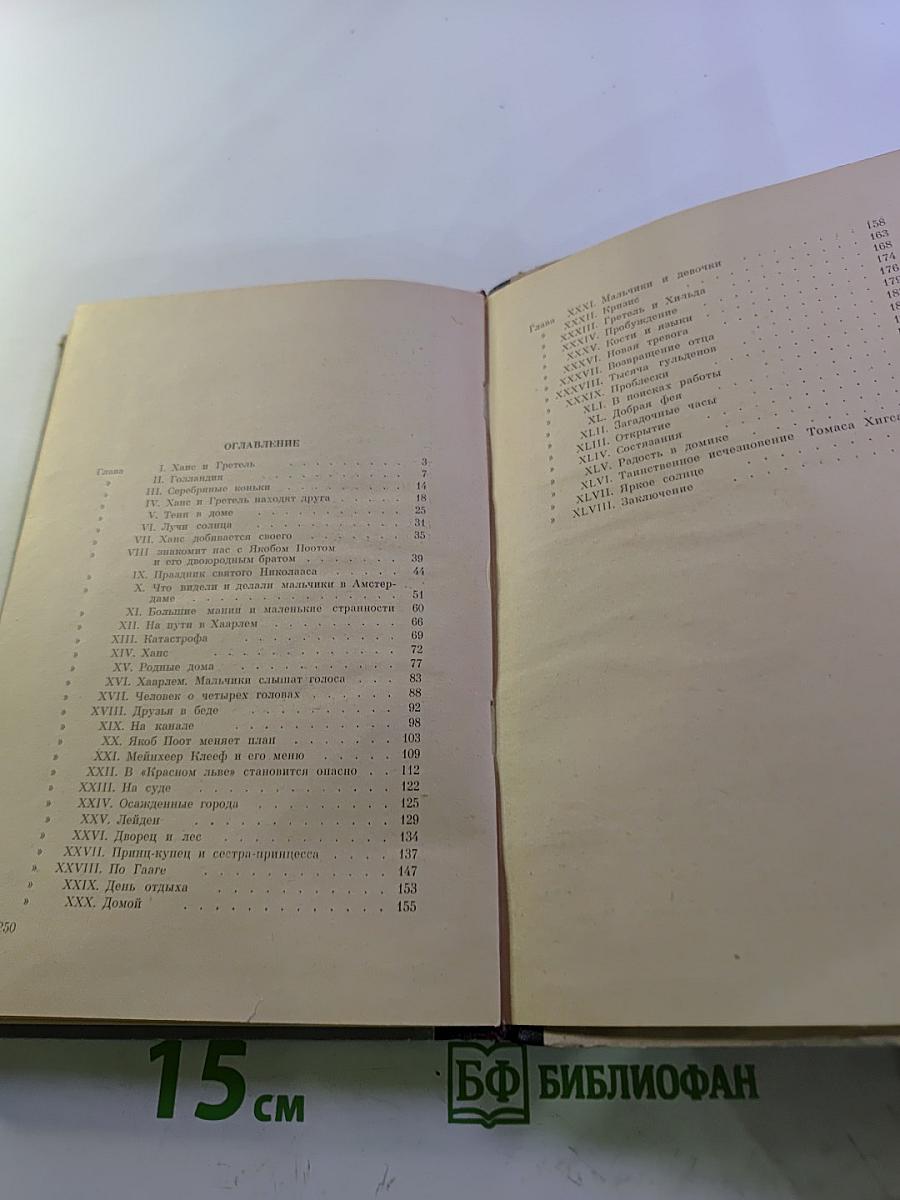 ОГЛАВЛЕНИЕ
Глава I. Ханс и Гретель . . . . . . . . 3
» II. Голландия . . . . . . . . 7
III. Серебряные коньки . . . . . . . . 14
» IV. Ханс и Гретель находят друга . . . . 18
» V. Тени в доме . . . . . . . . 25
» VI. Лучи солнца . . . . . . . . 31
» VII. Ханс добивается своего . . . . . . 35
» VIII знакомит нас с Якобом Поотом
и его двоюродным братом . . . . . . 39
» IX. Праздник святого Николааса . . . . . 44
» X. Что видели и делали мальчики в Амстер-
даме . . . . . . . . 51
» XI. Большие мании и маленькие странности 60
» XII. На пути в Хаарлем . . . . . . 66
» XIII. Катастрофа . . . . . . . . 69
» XIV. Ханс . . . . . . . . 72
» XV. Родные дома . . . . . . . . 77
» XVI. Хаарлем. Мальчики слышат голоса . . . 83
» XVII. Человек о четырех головах . . . . . 88
» XVIII. Друзья в беде . . . . . . . . 92
» XIX. На канале . . . . . . . . 98
» XX. Якоб Поот меняет план . . . . . . 103
» XXI. Мейнхеер Клееф и его меню . . . . . 109
» XXII. В «Красном льве» становится опасно . . 112
» XXIII. На суде . . . . . . . . 122
» XXIV. Осажденные города . . . . . . . 125
» XXV. Лейден . . . . . . . . 129
» XXVI. Дворец и лес . . . . . . . . 134
» XXVII. Принц-купец и сестра-принцесса . . . . 137
» XXVIII. По Гааге . . . . . . . . 147
» XXIX. День отдыха . . . . . . . . 153
» XXX. Домой . . . . . . . . 155
250
Глава XXXI. Мальчики и девочки . . . . . . 158
» XXXII. Кризис . . . . . . . . 163
» XXXIII. Гретель и Хильда . . . . . . 168
» XXXIV. Пробуждение . . . . . . . . 174
» XXXV. Кости и языки . . . . . . . . 176
» XXXVI. Новая тревога . . . . . . . . 179
» XXXVII. Возвращение отца . . . . . .
» XXXVIII. Тысяча гульденов . . . . . .
» XXXIX. Проблески . . . . . . . .
» XLI. В поисках работы . . . . . .
» XL. Добрая фея . . . . . . . .
» XLII. Загадочные часы . . . . . .
» XLIII. Открытие . . . . . . . .
» XLIV. Состязания . . . . . . . .
» XLV. Радость в домике . . . . . .
» XLVI. Таинственное исчезновение Томаса Хигса
» XLVII. Яркое солнце . . . . . . . .
» XLVIII. Заключение . . . . . . . .
15 см
БФ БИБЛИОФАН